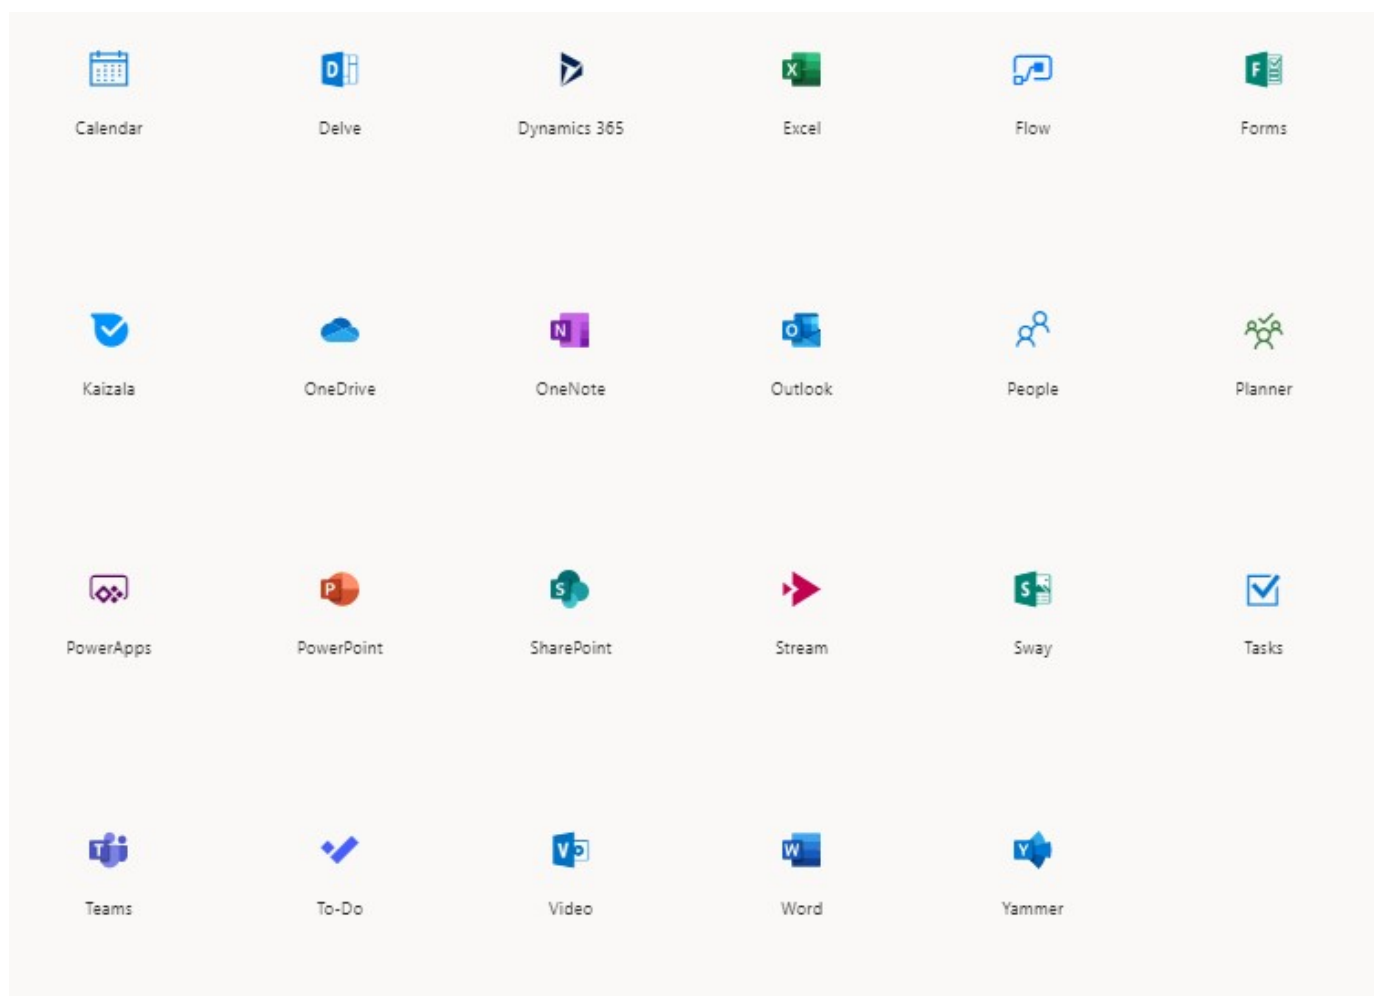 Calendar Delve Dynamics 365 Excel Flow Forms
Kaizala OneDrive OneNote Outlook People Planner
PowerApps PowerPoint SharePoint Stream Sway Tasks
Teams To-Do Video Word Yammer